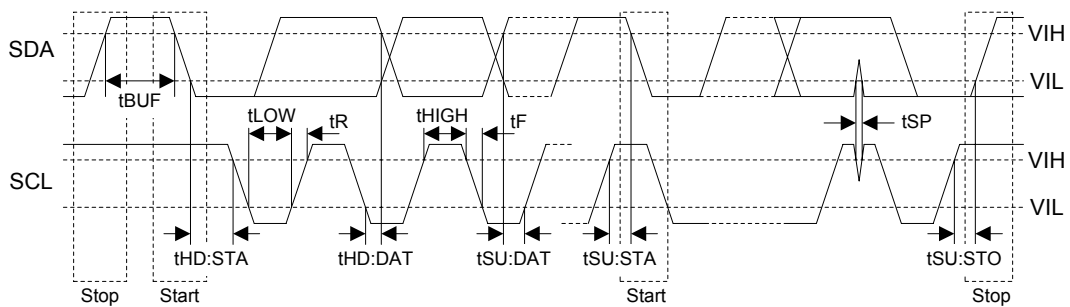 SDA
VIH
VIL
tBUF
tLOW
tR
tHIGH
tF
tSP
SCL
VIH
VIL
tHD:STA
tHD:DAT
tSU:DAT
tSU:STA
tSU:STO
Stop
Start
Start
Stop